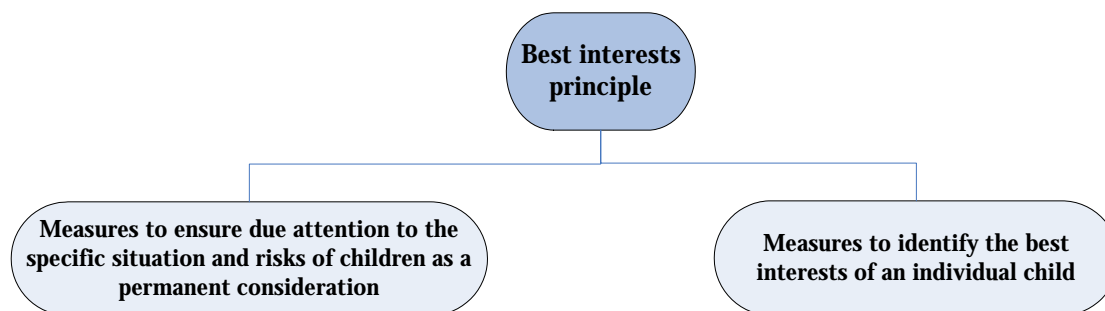 Best interests
principle
Measures to ensure due attention to the
specific situation and risks of children as a
permanent consideration
Measures to identify the best
interests of an individual child